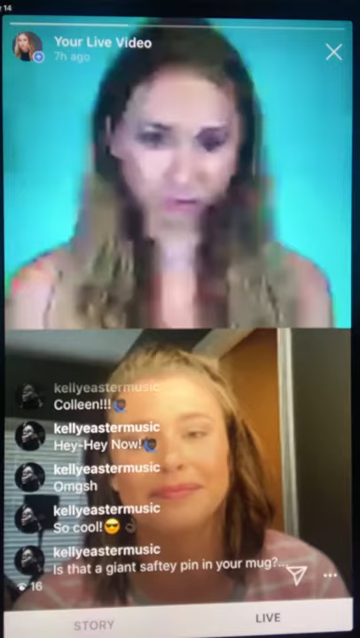 14
Your Live Video
7h ago
kellyeastermusic
Colleen!!!
kellyeastermusic
Hey-Hey Now!
kellyeastermusic
Omgsh
kellyeastermusic
So cool!😎👌🏿
kellyeastermusic
Is that a giant saftey pin in your mug?...
16
STORY
LIVE